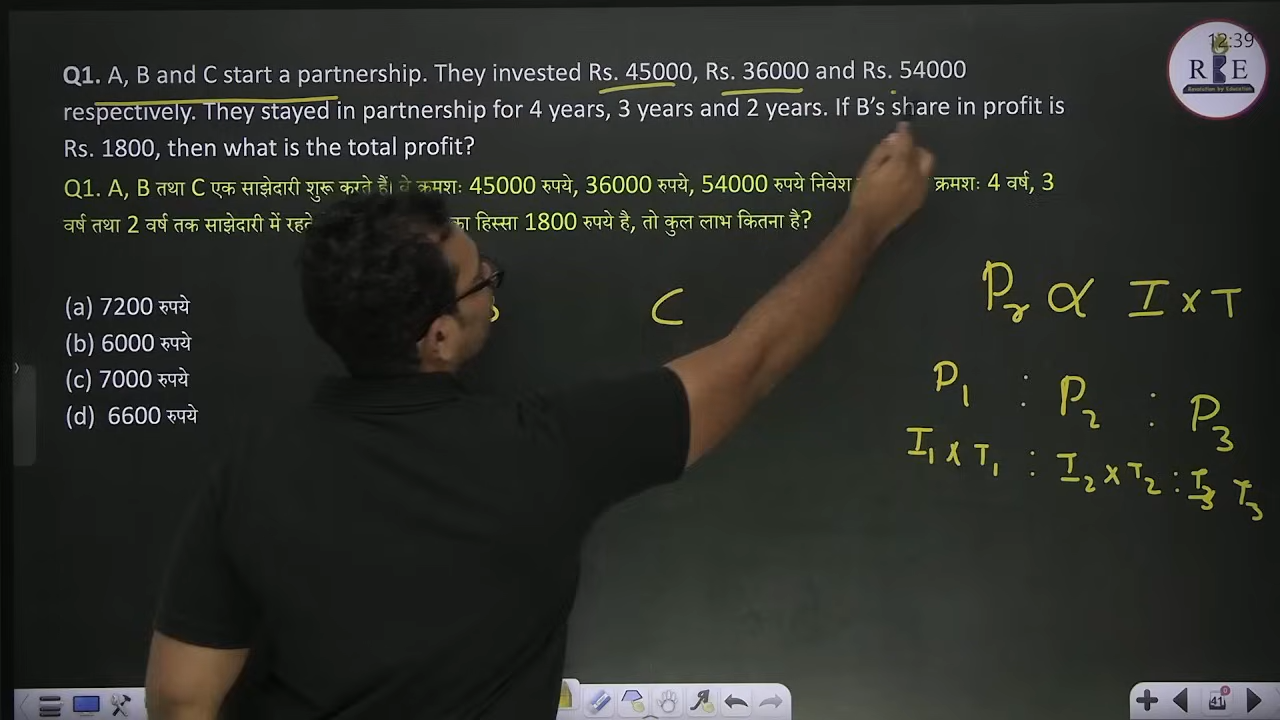 12:39
R E
Revolution by Education
Q1. A, B and C start a partnership. They invested Rs. 45000, Rs. 36000 and Rs. 54000
respectively. They stayed in partnership for 4 years, 3 years and 2 years. If B's share in profit is
Rs. 1800, then what is the total profit?
Q1. A, B तथा C एक साझेदारी शुरू करते हैं। वे क्रमशः 45000 रुपये, 36000 रुपये, 54000 रुपये निवेश क्रमशः 4 वर्ष, 3
वर्ष तथा 2 वर्ष तक साझेदारी में रहते का हिस्सा 1800 रुपये है, तो कुल लाभ कितना है?
(a) 7200 रुपये
(b) 6000 रुपये
(c) 7000 रुपये
(d) 6600 रुपये
C
Pr ∝ I × T
P1 : P2 : P3
I1 × T1 : I2 × T2 : I3 T3
41